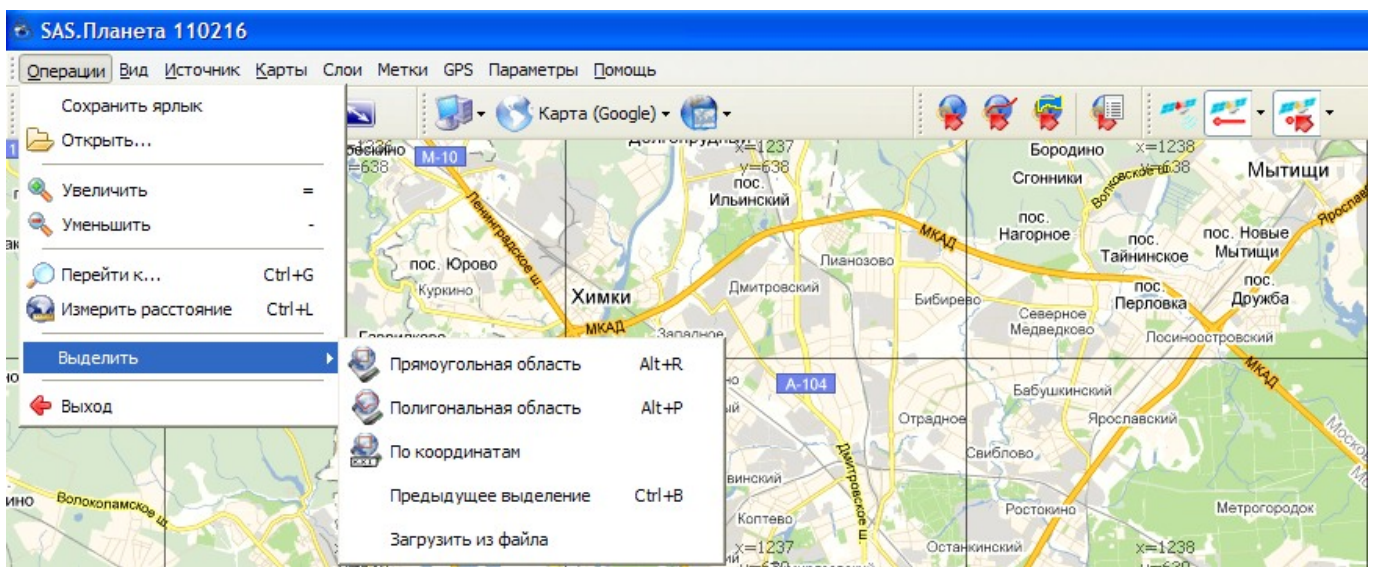 SAS.Планета 110216
Операции Вид Источник Карты Слои Метки GPS Параметры Помощь
Сохранить ярлык
Карта (Google)
Открыть...
Увеличить =
Уменьшить -
Перейти к... Ctrl+G
Измерить расстояние Ctrl+L
Выделить
Выход
Прямоугольная область Alt+R
Полигональная область Alt+P
По координатам
Предыдущее выделение Ctrl+B
Загрузить из файла
М-10
x=1237
y=638
Бородино
x=1238
y=638
=638
Сгонники
Мытищи
пос.
Ильинский
Ленинградское ш.
МКАД
пос.
Нагорное
пос.
Тайнинское
пос. Новые
Мытищи
пос. Юрово
Куркино
Лианозово
Химки
Дмитровский
Бибирево
пос.
Перловка
пос.
Дружба
Северное
Медведково
Лосиноостровский
МКАД
Западное
МКАД
А-104
Бабушкинский
Отрадное
Ярославский
Свиблово
Дмитровское ш.
Волоколамское ш.
Коптево
Ростокино
Метрогородок
Останкинский
x=1237
x=1238